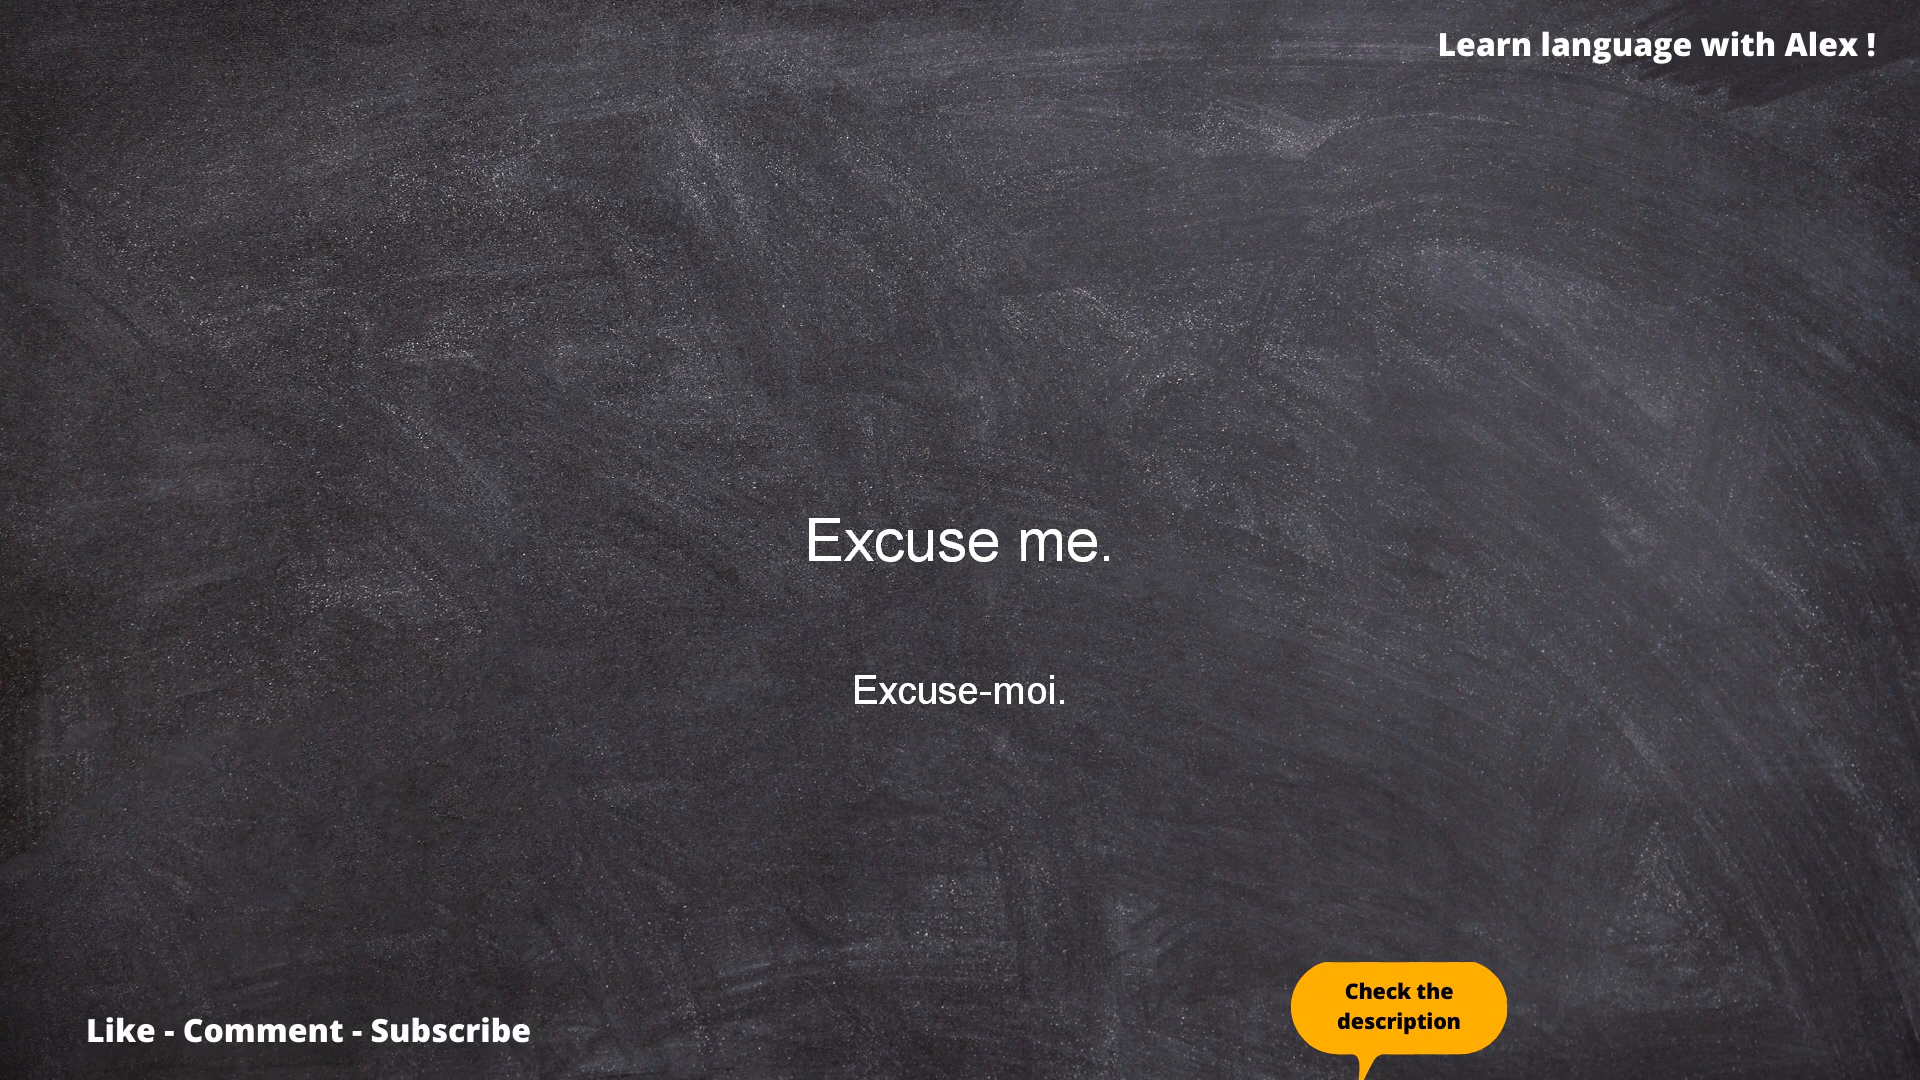 Learn language with Alex !
Excuse me.
Excuse-moi.
Check the
description
Like - Comment - Subscribe